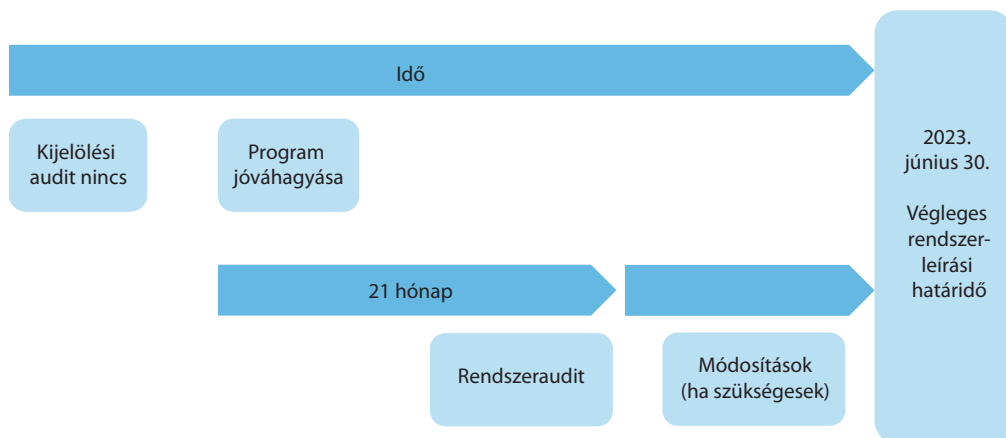 Idő
Kijelölési
audit nincs
Program
jóváhagyása
2023.
június 30.
Végleges
rendszer-
leírási
határidő
21 hónap
Rendszeraudit
Módosítások
(ha szükségesek)